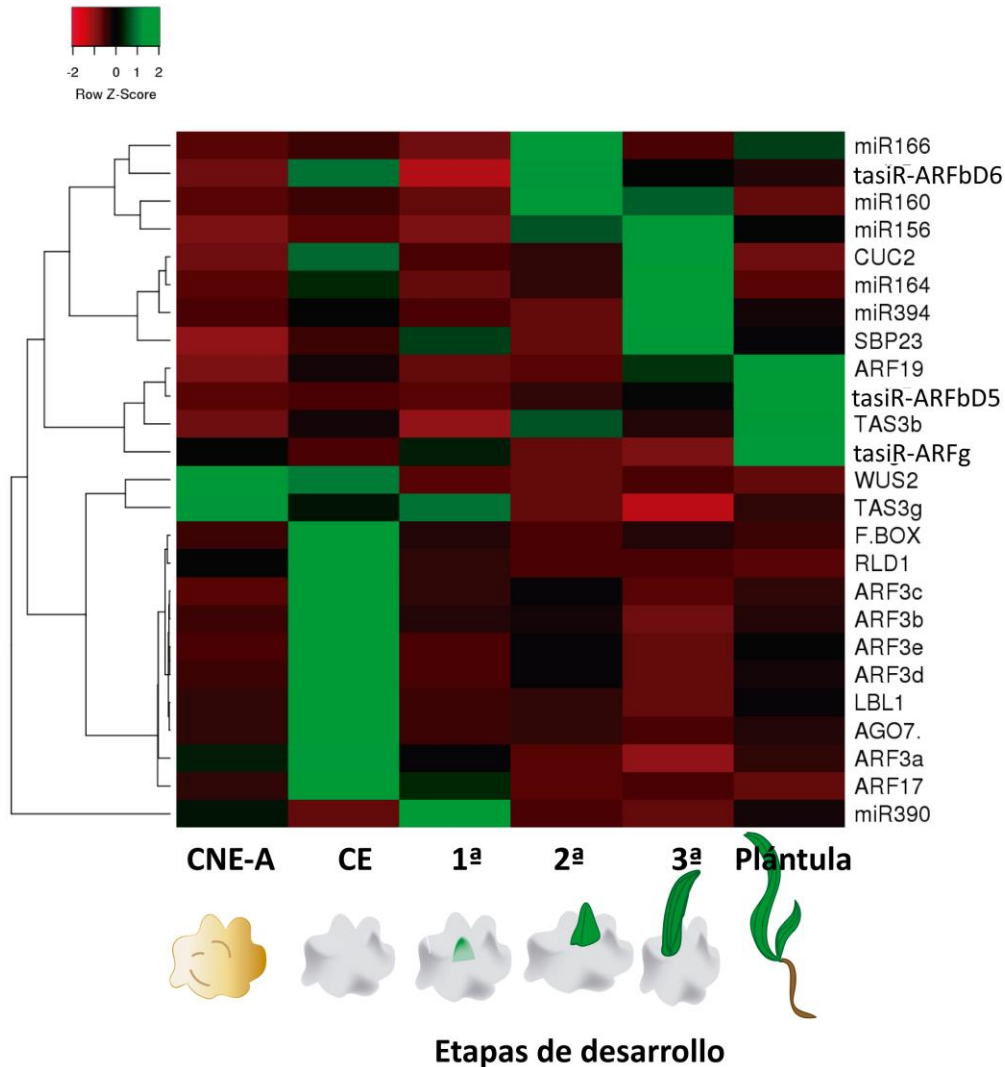 -2 0 1 2
Row Z-Score
miR166
tasiR-ARFbD6
miR160
miR156
CUC2
miR164
miR394
SBP23
ARF19
tasiR-ARFbD5
TAS3b
tasiR-ARFg
WUS2
TAS3g
F.BOX
RLD1
ARF3c
ARF3b
ARF3e
ARF3d
LBL1
AGO7.
ARF3a
ARF17
miR390
CNE-A CE 1ª 2ª 3ª Plántula
Etapas de desarrollo